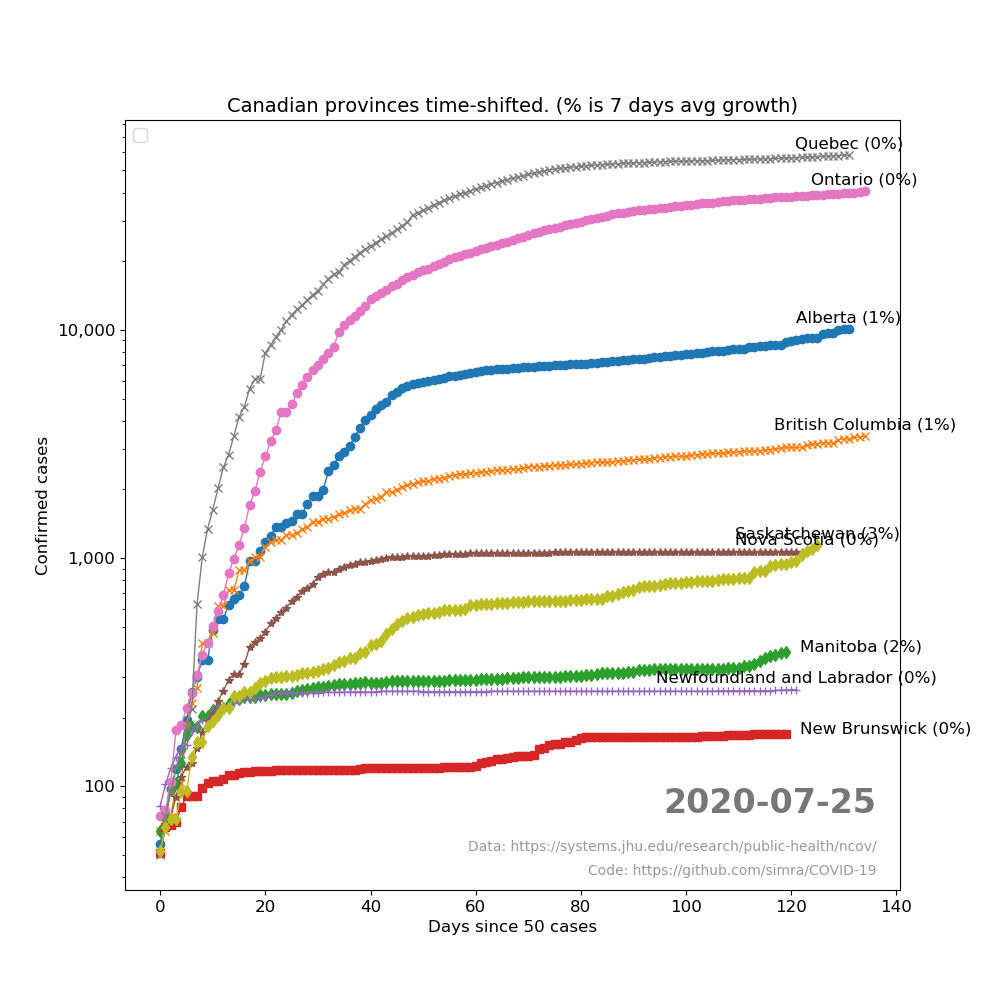 Canadian provinces time-shifted. (% is 7 days avg growth)
Quebec (0%)
Ontario (0%)
Alberta (1%)
British Columbia (1%)
Saskatchewan (3%)
Nova Scotia (0%)
Manitoba (2%)
Newfoundland and Labrador (0%)
New Brunswick (0%)
10,000
1,000
100
Confirmed cases
2020-07-25
Data: https://systems.jhu.edu/research/public-health/ncov/
Code: https://github.com/simra/COVID-19
0 20 40 60 80 100 120 140
Days since 50 cases